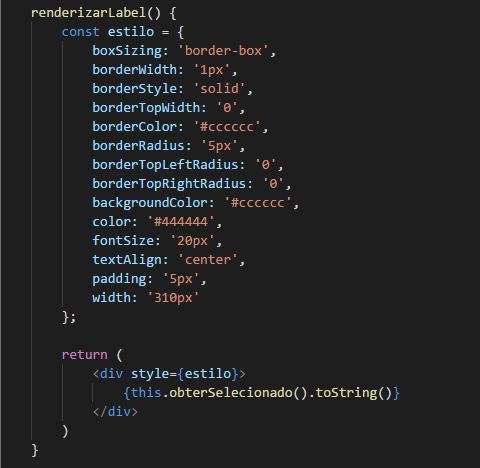 renderizarLabel() {
    const estilo = {
        boxSizing: 'border-box',
        borderWidth: '1px',
        borderStyle: 'solid',
        borderTopWidth: '0',
        borderColor: '#cccccc',
        borderRadius: '5px',
        borderTopLeftRadius: '0',
        borderTopRightRadius: '0',
        backgroundColor: '#cccccc',
        color: '#444444',
        fontSize: '20px',
        textAlign: 'center',
        padding: '5px',
        width: '310px'
    };

    return (
        <div style={estilo}>
            {this.obterSelecionado().toString()}
        </div>
    )
}